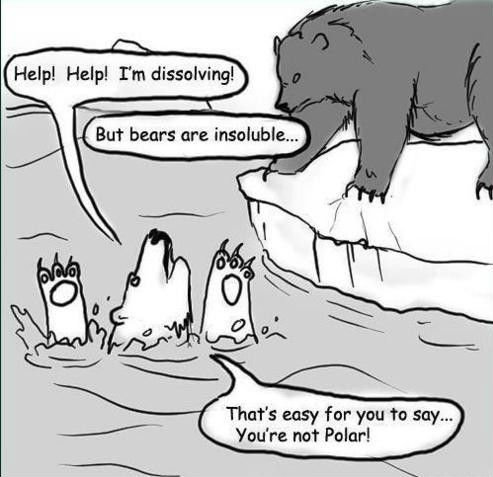 Help!  Help!  I'm dissolving!
But bears are insoluble...
That's easy for you to say...
You're not Polar!